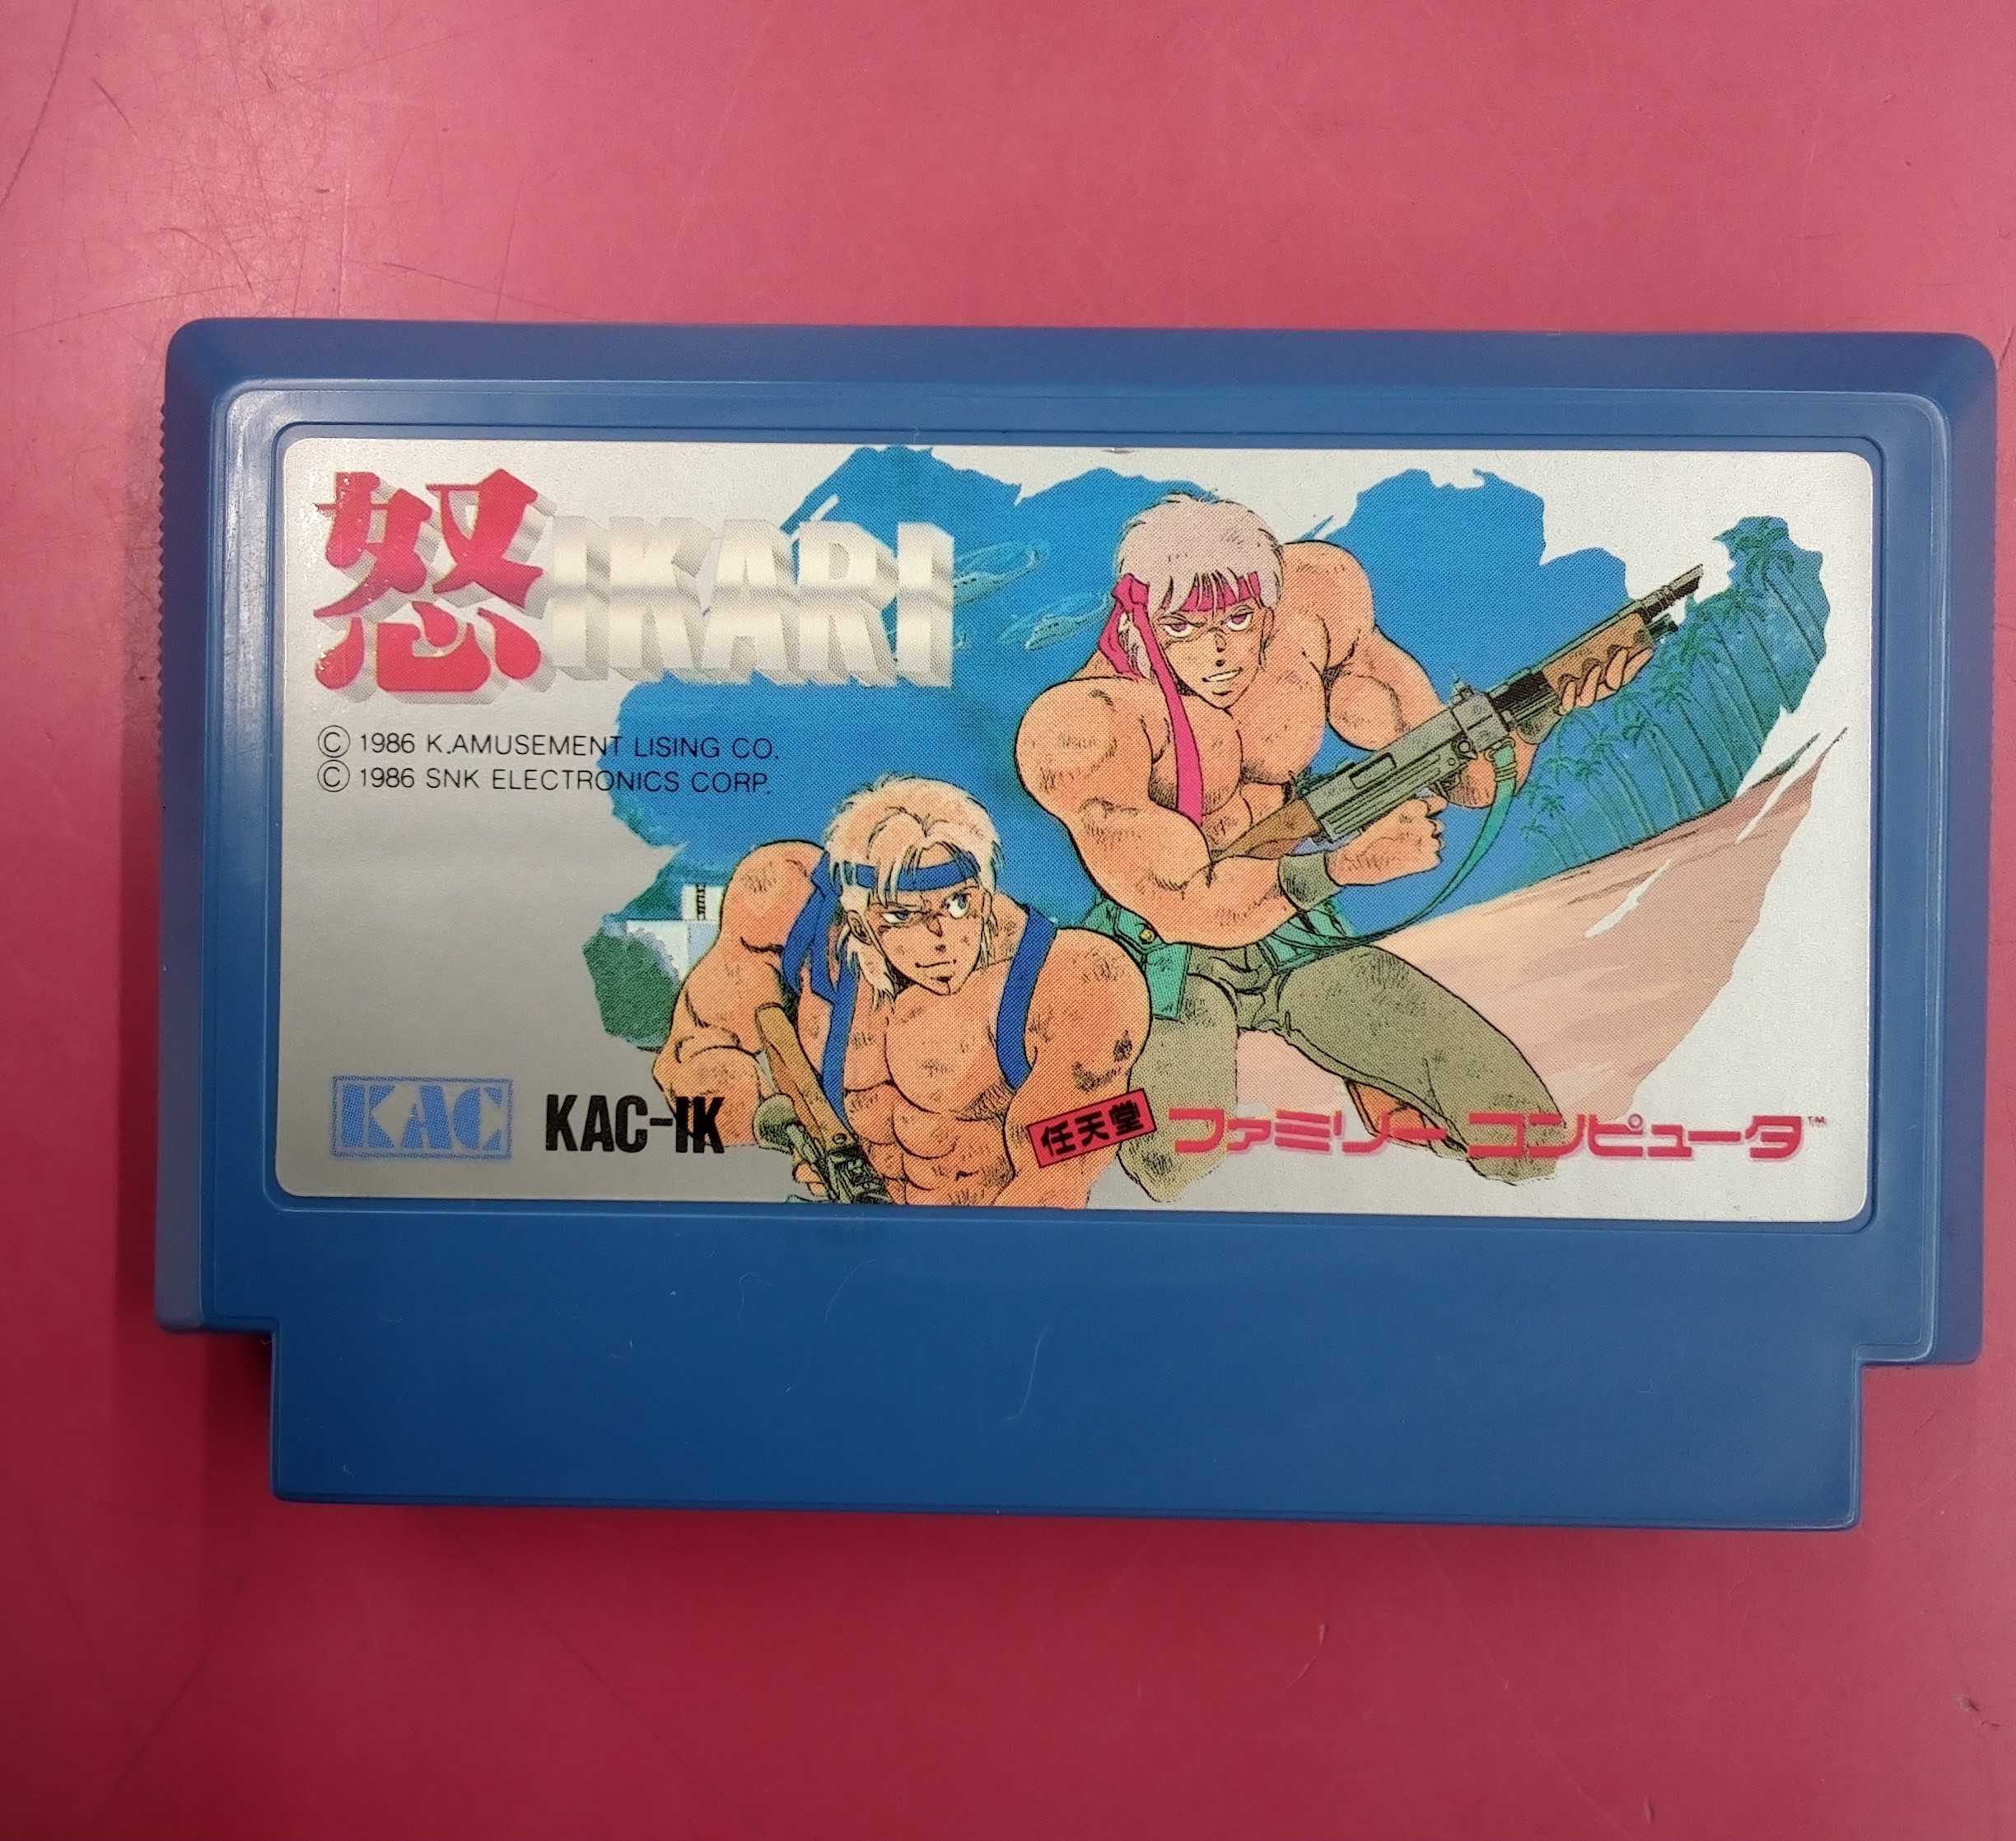 怒 IKARI
© 1986 K.AMUSEMENT LISING CO.
© 1986 SNK ELECTRONICS CORP.
KAC KAC-IK 任天堂 ファミリー コンピュータ™